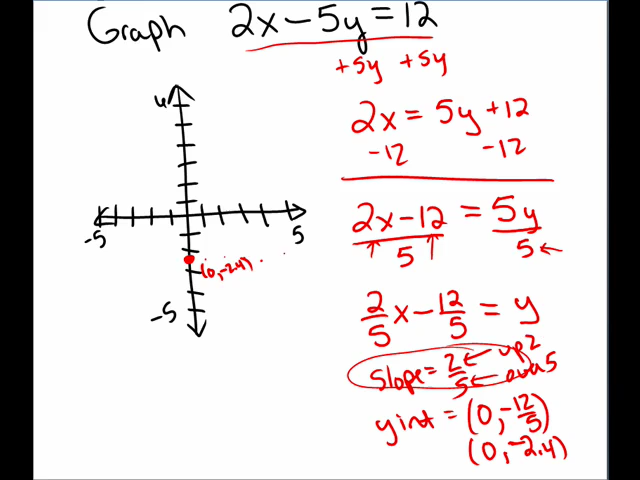 Graph 2x-5y=12
+5y +5y
2x = 5y+12
-12 -12
2x-12 = 5y
5 5
2/5 x - 12/5 = y
slope = 2/5 up 2
over 5
y int = (0, -12/5)
(0, -2.4)
y
-5 5
(0,-2.4)
-5